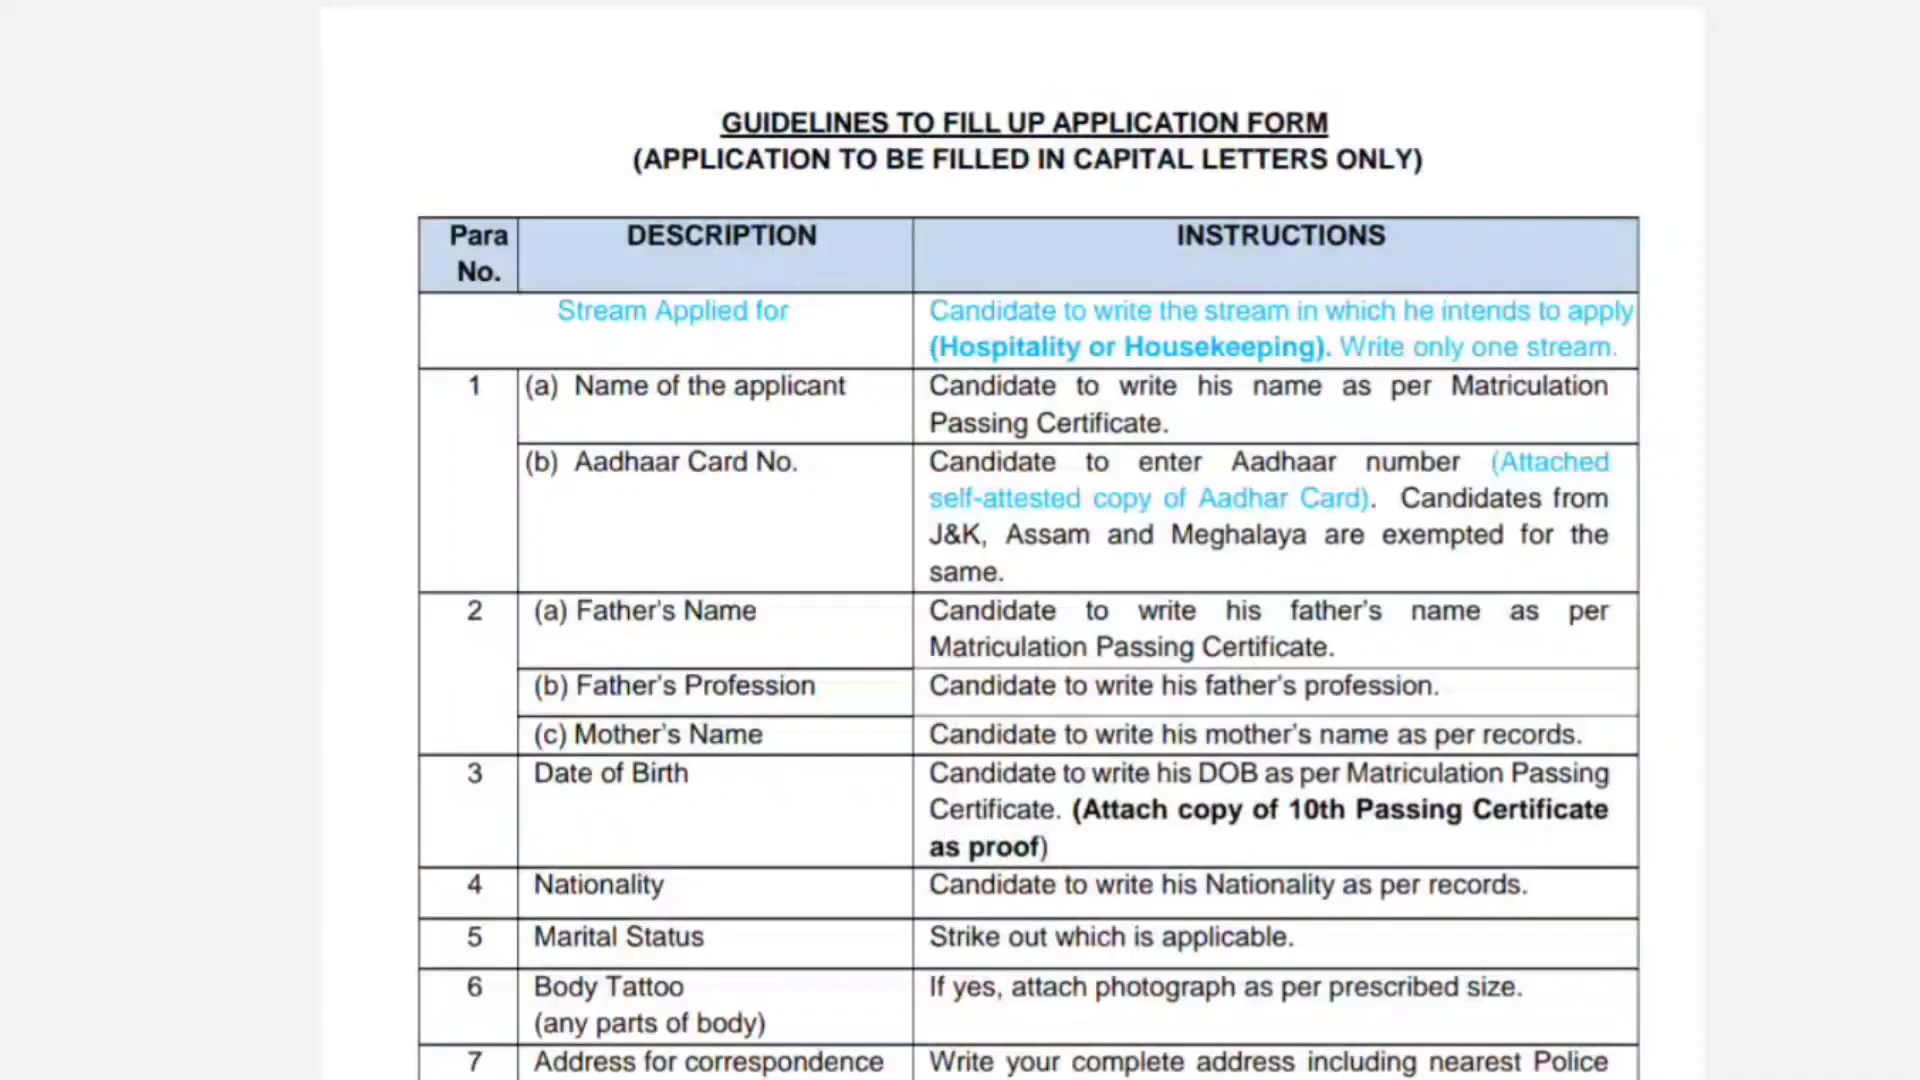 GUIDELINES TO FILL UP APPLICATION FORM
(APPLICATION TO BE FILLED IN CAPITAL LETTERS ONLY)
Para No. DESCRIPTION INSTRUCTIONS
Stream Applied for Candidate to write the stream in which he intends to apply
(Hospitality or Housekeeping). Write only one stream.
1 (a) Name of the applicant Candidate to write his name as per Matriculation
Passing Certificate.
(b) Aadhaar Card No. Candidate to enter Aadhaar number (Attached
self-attested copy of Aadhar Card). Candidates from
J&K, Assam and Meghalaya are exempted for the
same.
2 (a) Father's Name Candidate to write his father's name as per
Matriculation Passing Certificate.
(b) Father's Profession Candidate to write his father's profession.
(c) Mother's Name Candidate to write his mother's name as per records.
3 Date of Birth Candidate to write his DOB as per Matriculation Passing
Certificate. (Attach copy of 10th Passing Certificate
as proof)
4 Nationality Candidate to write his Nationality as per records.
5 Marital Status Strike out which is applicable.
6 Body Tattoo If yes, attach photograph as per prescribed size.
(any parts of body)
7 Address for correspondence Write your complete address including nearest Police